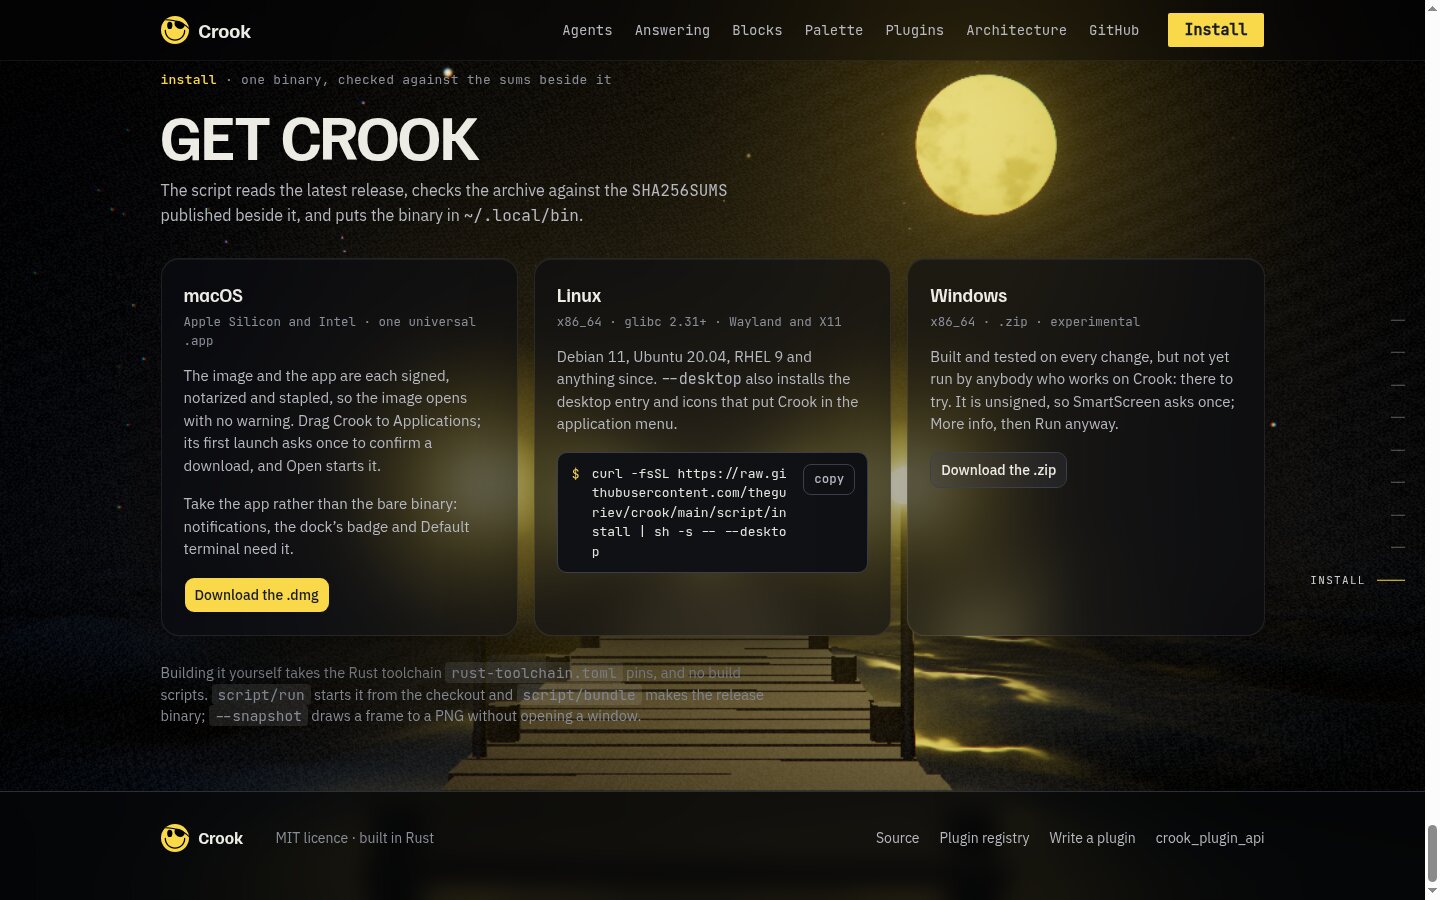 Crook
Agents Answering Blocks Palette Plugins Architecture GitHub Install
install · one binary, checked against the sums beside it
GET CROOK
The script reads the latest release, checks the archive against the SHA256SUMS
published beside it, and puts the binary in ~/.local/bin.
macOS
Apple Silicon and Intel · one universal
.app
The image and the app are each signed,
notarized and stapled, so the image opens
with no warning. Drag Crook to Applications;
its first launch asks once to confirm a
download, and Open starts it.
Take the app rather than the bare binary:
notifications, the dock’s badge and Default
terminal need it.
Download the .dmg
Linux
x86_64 · glibc 2.31+ · Wayland and X11
Debian 11, Ubuntu 20.04, RHEL 9 and
anything since. --desktop also installs the
desktop entry and icons that put Crook in the
application menu.
$ curl -fsSL https://raw.gi
thubusercontent.com/thegu
riev/crook/main/script/in
stall | sh -s -- --deskto
p
copy
Windows
x86_64 · .zip · experimental
Built and tested on every change, but not yet
run by anybody who works on Crook: there to
try. It is unsigned, so SmartScreen asks once;
More info, then Run anyway.
Download the .zip
INSTALL
Building it yourself takes the Rust toolchain rust-toolchain.toml pins, and no build
scripts. script/run starts it from the checkout and script/bundle makes the release
binary; --snapshot draws a frame to a PNG without opening a window.
Crook
MIT licence · built in Rust
Source Plugin registry Write a plugin crook_plugin_api